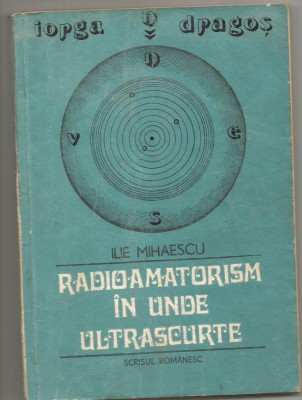 iorga dragoș
N
V E
S
ILIE MIHAESCU
RADIOAMATORISM
ÎN UNDE
ULTRASCURTE
SCRISUL ROMÂNESC